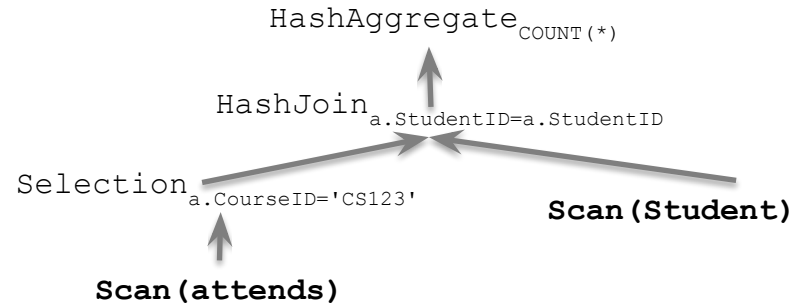 HashAggregate COUNT(*)
HashJoin a.StudentID=a.StudentID
Selection a.CourseID='CS123'
Scan(Student)
Scan(attends)